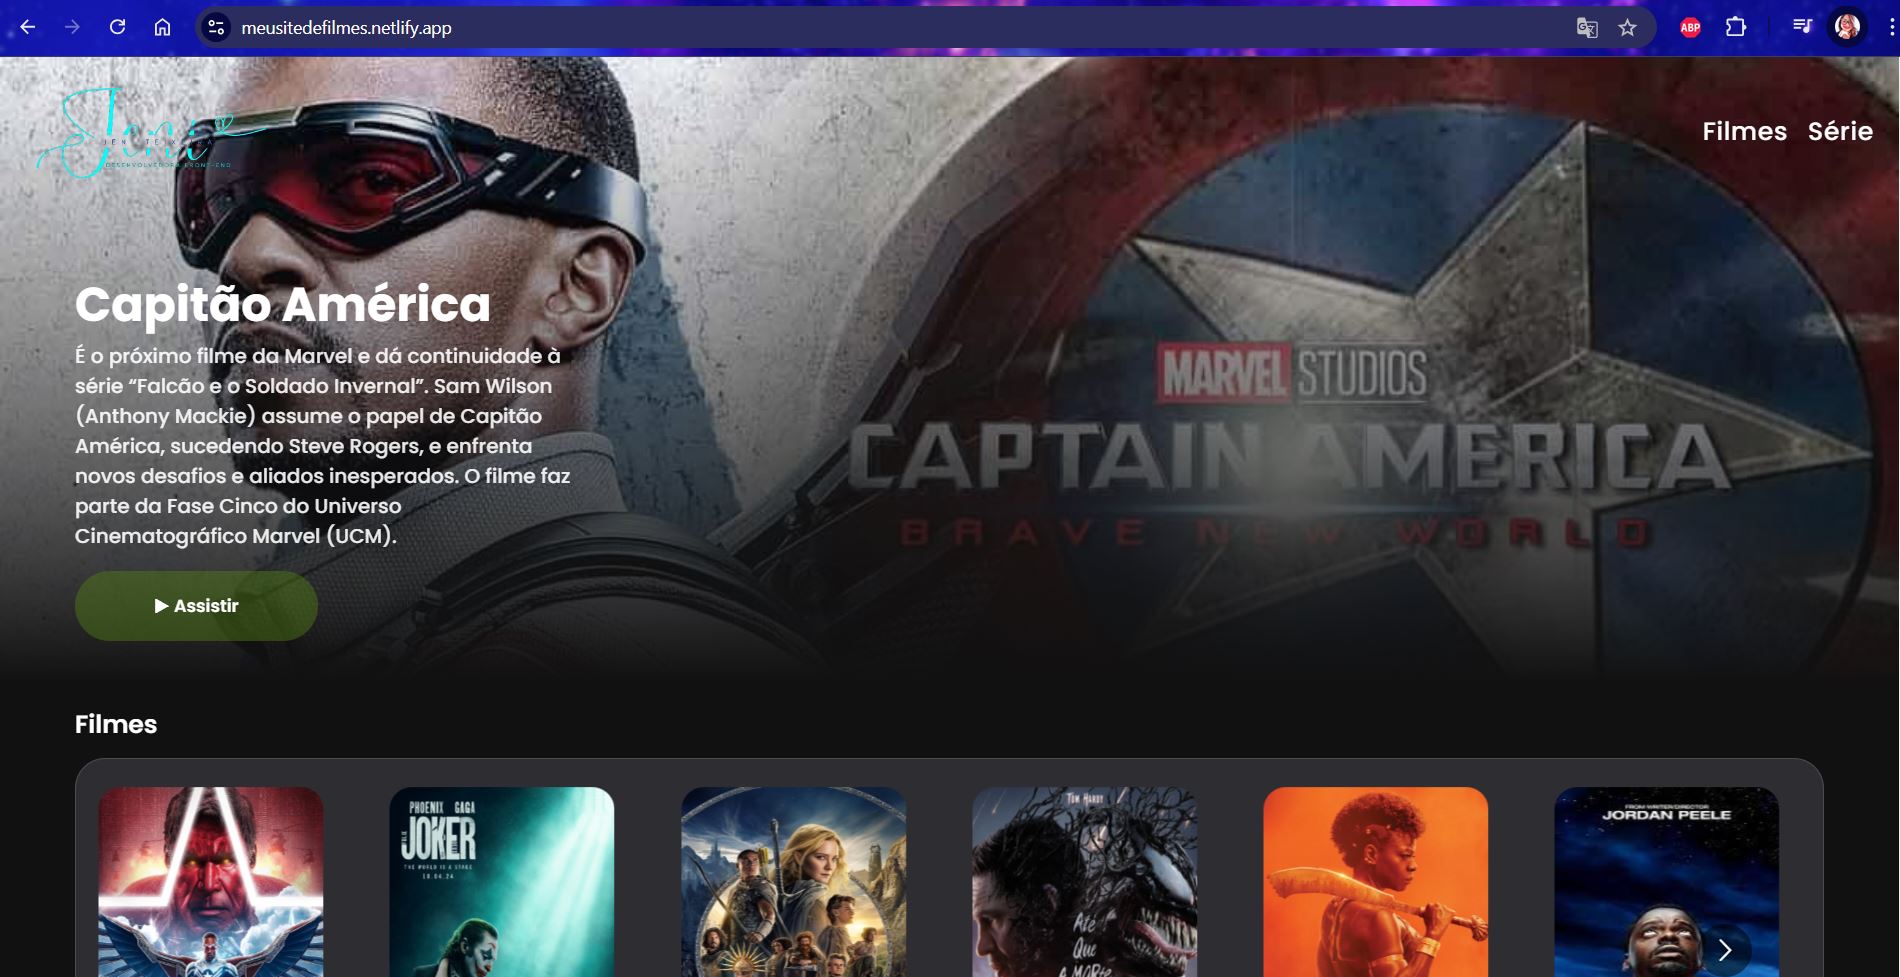 meusitedefilmes.netlify.app
ABP
Jeni
JENI TEIXEIRA
DESENVOLVEDORA FRONT-END
Filmes Série
Capitão América
É o próximo filme da Marvel e dá continuidade à
série “Falcão e o Soldado Invernal”. Sam Wilson
(Anthony Mackie) assume o papel de Capitão
América, sucedendo Steve Rogers, e enfrenta
novos desafios e aliados inesperados. O filme faz
parte da Fase Cinco do Universo
Cinematográfico Marvel (UCM).
Assistir
MARVEL STUDIOS
CAPTAIN AMERICA
BRAVE NEW WORLD
Filmes
PHOENIX GAGA
JOKER
THE WORLD IS A STAGE
10.04.24
TOM HARDY
Até
Que
A MORte
FROM WRITER/DIRECTOR
JORDAN PEELE